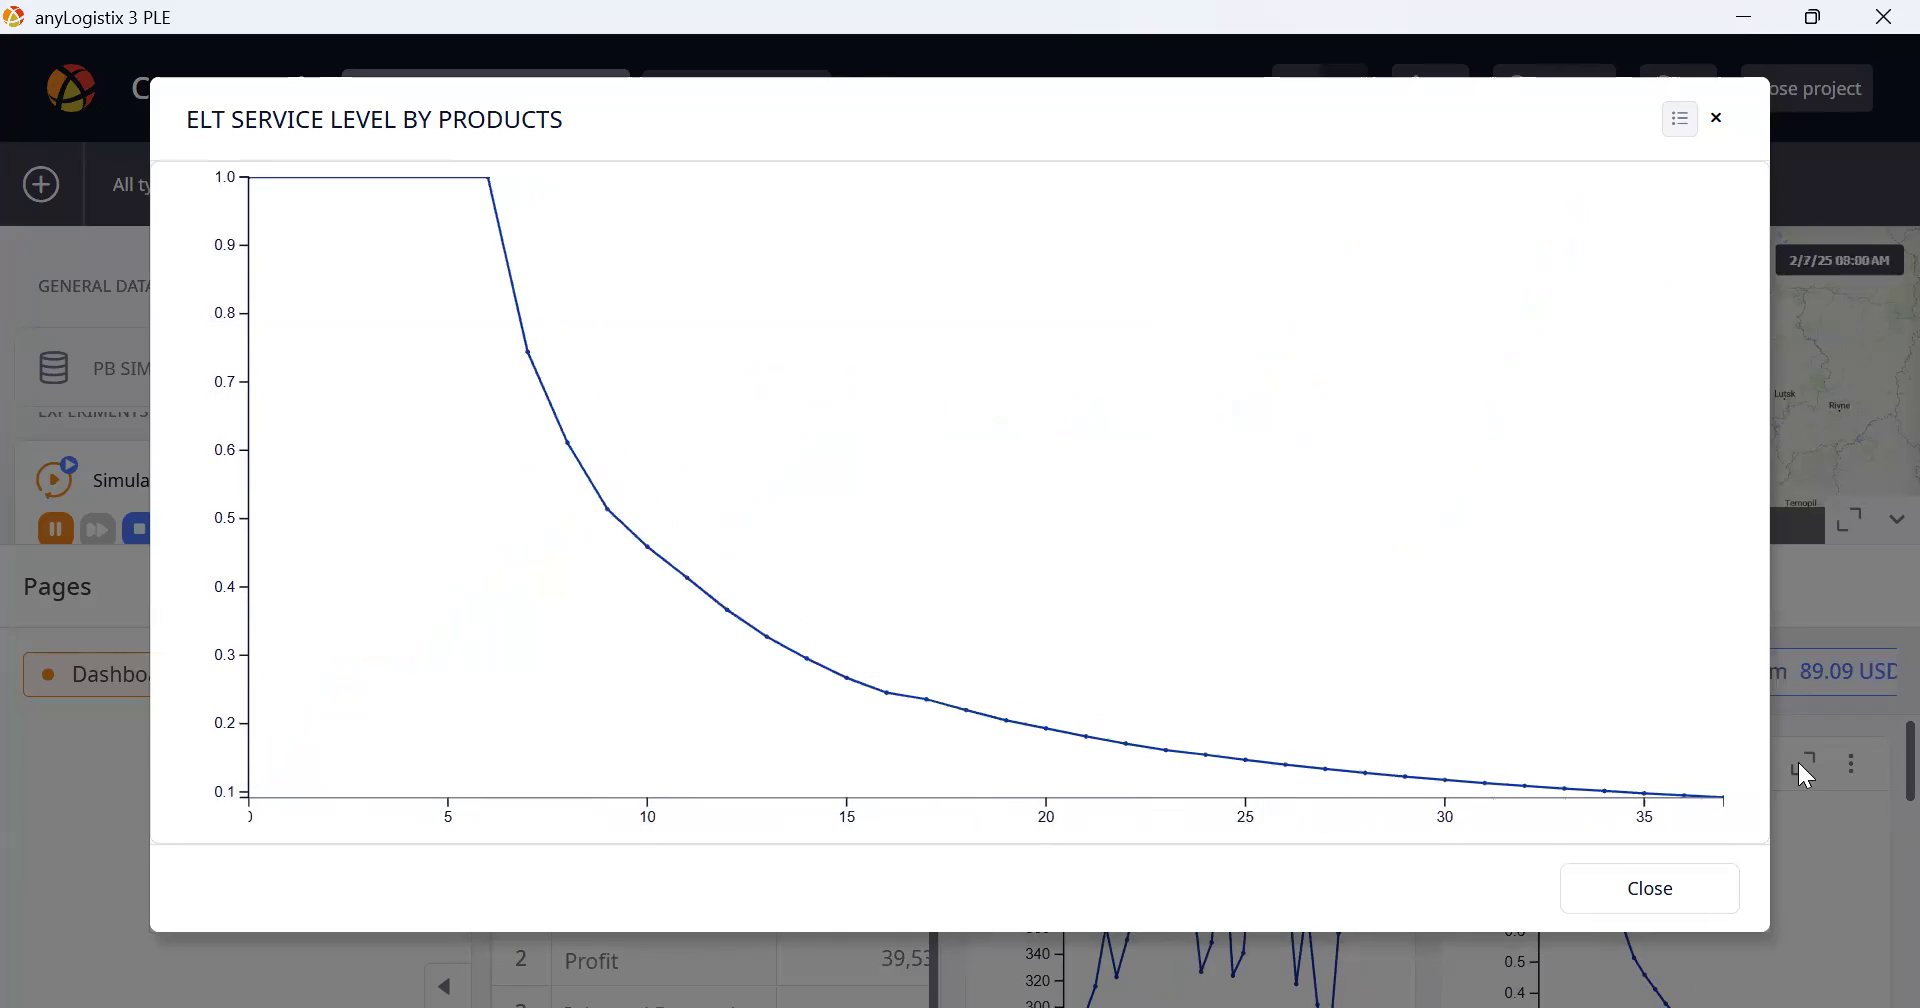 anyLogistix 3 PLE
C
ose project
ELT SERVICE LEVEL BY PRODUCTS
All ty
1.0
0.9
0.8
0.7
0.6
0.5
0.4
0.3
0.2
0.1
5
10
15
20
25
30
35
GENERAL DATA
2/7/25 08:00 AM
PB SIM
EXPERIMENTS
Lutsk
Rivne
Simula
Ternopil
Pages
Dashboa
m 89.09 USD
Close
2 Profit 39,53
340
320
300
0.5
0.4